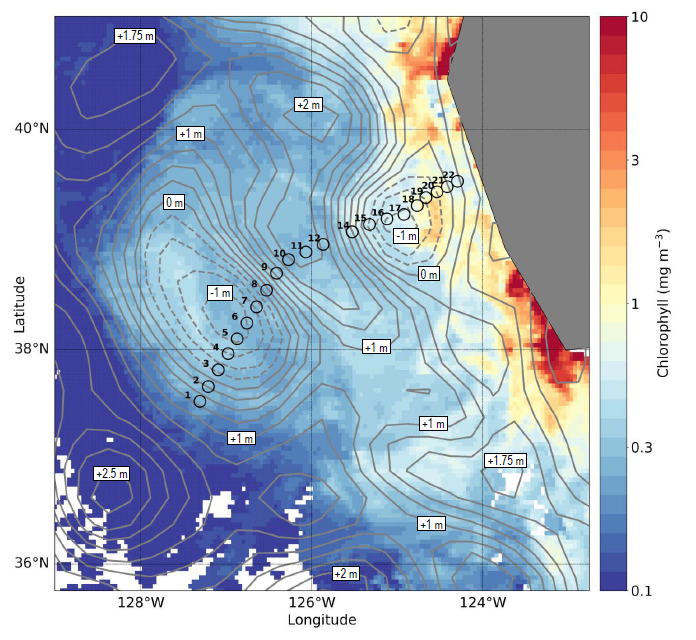 +1.75 m
+2 m
+1 m
0 m
-1 m
0 m
-1 m
+1 m
+1 m
+1 m
+2.5 m
+1.75 m
+1 m
+2 m
1
2
3
4
5
6
7
8
9
10
11
12
14
15
16
17
18
19
20
21
22
40°N
38°N
36°N
Latitude
128°W
126°W
124°W
Longitude
10
3
1
0.3
0.1
Chlorophyll (mg m⁻³)